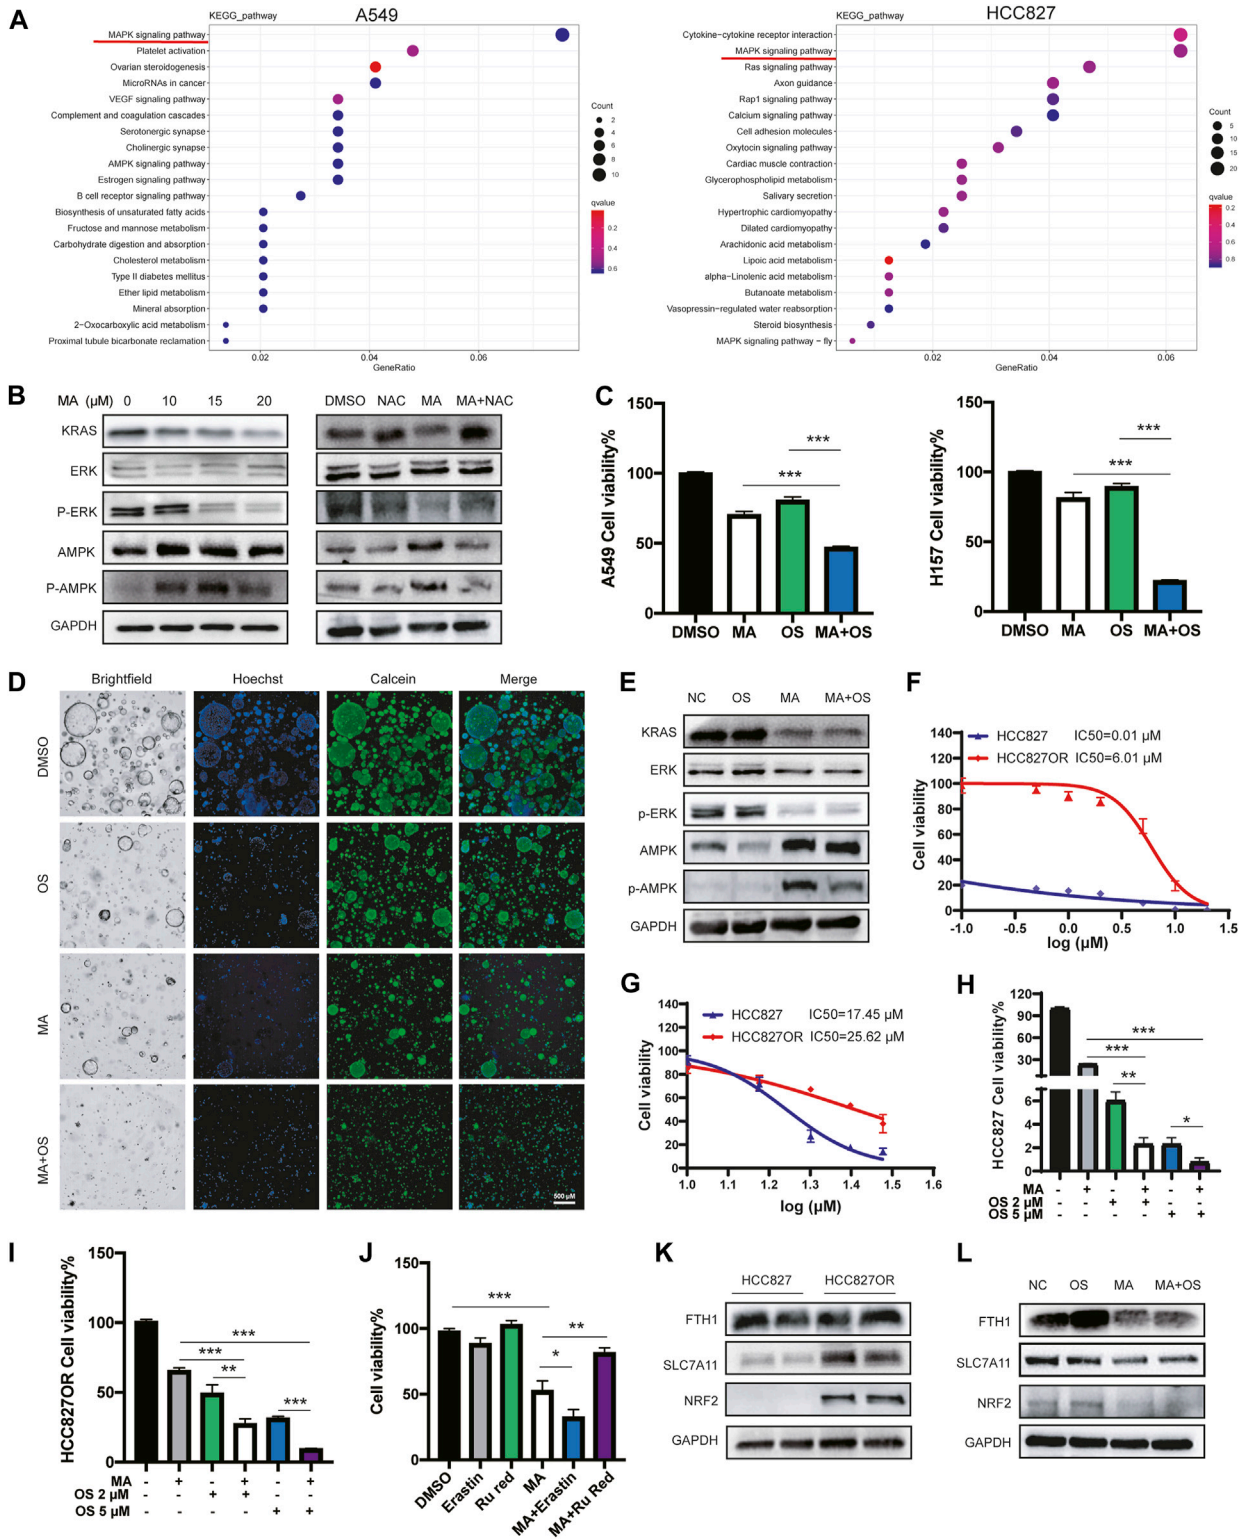 A
KEGG_pathway
A549
MAPK signaling pathway
Platelet activation
Ovarian steroidogenesis
MicroRNAs in cancer
VEGF signaling pathway
Complement and coagulation cascades
Serotonergic synapse
Cholinergic synapse
AMPK signaling pathway
Estrogen signaling pathway
B cell receptor signaling pathway
Biosynthesis of unsaturated fatty acids
Fructose and mannose metabolism
Carbohydrate digestion and absorption
Cholesterol metabolism
Type II diabetes mellitus
Ether lipid metabolism
Mineral absorption
2−Oxocarboxylic acid metabolism
Proximal tubule bicarbonate reclamation
0.02 0.04 0.06
GeneRatio
Count
2
4
6
8
10
qvalue
0.2
0.4
0.6
KEGG_pathway
HCC827
Cytokine−cytokine receptor interaction
MAPK signaling pathway
Ras signaling pathway
Axon guidance
Rap1 signaling pathway
Calcium signaling pathway
Cell adhesion molecules
Oxytocin signaling pathway
Cardiac muscle contraction
Glycerophospholipid metabolism
Salivary secretion
Hypertrophic cardiomyopathy
Dilated cardiomyopathy
Arachidonic acid metabolism
Lipoic acid metabolism
alpha−Linolenic acid metabolism
Butanoate metabolism
Vasopressin−regulated water reabsorption
Steroid biosynthesis
MAPK signaling pathway − fly
0.02 0.04 0.06
GeneRatio
Count
5
10
15
20
qvalue
0.2
0.4
0.6
0.8
B
MA (μM) 0 10 15 20
DMSO NAC MA MA+NAC
KRAS
ERK
P-ERK
AMPK
P-AMPK
GAPDH
C
A549 Cell viability%
150
100
50
0
***
***
DMSO MA OS MA+OS
H157 Cell viability%
150
100
50
0
***
***
DMSO MA OS MA+OS
D
Brightfield Hoechst Calcein Merge
DMSO
OS
MA
MA+OS
500 μM
E
NC OS MA MA+OS
KRAS
ERK
p-ERK
AMPK
p-AMPK
GAPDH
F
Cell viability
140
120
100
80
60
40
20
0
HCC827 IC50=0.01 μM
HCC827OR IC50=6.01 μM
-1.0 -0.5 0.0 0.5 1.0 1.5
log (μM)
G
Cell viability
140
120
100
80
60
40
20
0
HCC827 IC50=17.45 μM
HCC827OR IC50=25.62 μM
1.0 1.1 1.2 1.3 1.4 1.5 1.6
log (μM)
H
HCC827 Cell viability%
120
90
60
30
6
4
2
0
***
***
**
*
MA - + - + - +
OS 2 μM - - + + - -
OS 5 μM - - - - + +
I
HCC827OR Cell viability%
150
100
50
0
***
***
**
***
MA - + - + - +
OS 2 μM - - + + - -
OS 5 μM - - - - + +
J
Cell viability%
150
100
50
0
***
**
*
DMSO
Erastin
Ru red
MA
MA+Erastin
MA+Ru Red
K
HCC827 HCC827OR
FTH1
SLC7A11
NRF2
GAPDH
L
NC OS MA MA+OS
FTH1
SLC7A11
NRF2
GAPDH